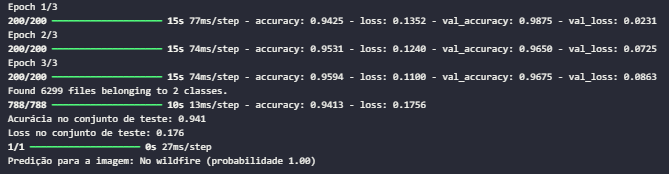 Epoch 1/3
200/200 ━━━━━━━━━━━━━━━━━━━━ 15s 77ms/step - accuracy: 0.9425 - loss: 0.1352 - val_accuracy: 0.9875 - val_loss: 0.0231
Epoch 2/3
200/200 ━━━━━━━━━━━━━━━━━━━━ 15s 74ms/step - accuracy: 0.9531 - loss: 0.1240 - val_accuracy: 0.9650 - val_loss: 0.0725
Epoch 3/3
200/200 ━━━━━━━━━━━━━━━━━━━━ 15s 74ms/step - accuracy: 0.9594 - loss: 0.1100 - val_accuracy: 0.9675 - val_loss: 0.0863
Found 6299 files belonging to 2 classes.
788/788 ━━━━━━━━━━━━━━━━━━━━ 10s 13ms/step - accuracy: 0.9413 - loss: 0.1756
Acurácia no conjunto de teste: 0.941
Loss no conjunto de teste: 0.176
1/1 ━━━━━━━━━━━━━━━━━━━━ 0s 27ms/step
Predição para a imagem: No wildfire (probabilidade 1.00)